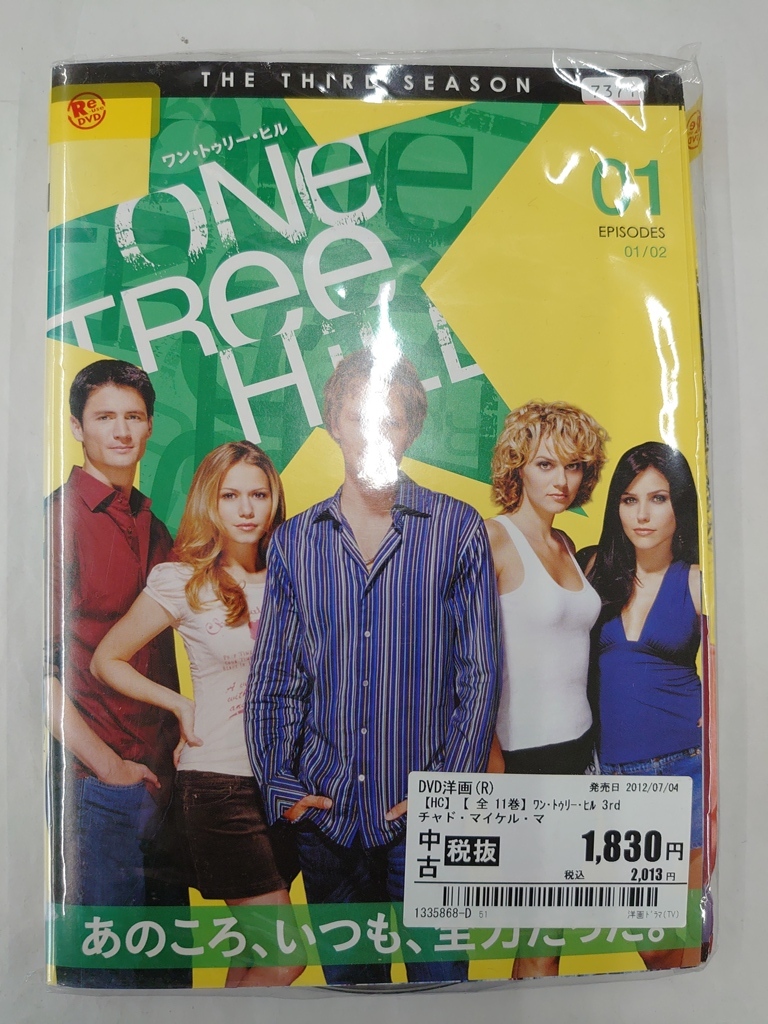 THE THIRD SEASON
Re
DVD
ワン・トゥリー・ヒル
ONe
TRee
HiLL
01
EPISODES
01/02
DVD洋画(R)
発売日 2012/07/04
【HC】【 全 11巻】ワン・トゥリー・ヒル 3rd
チャド・マイケル・マ
中古
税抜
1,830円
税込 2,013円
1335868-D 51
洋画ドラマ(TV)
あのころ、いつも、全力だった。